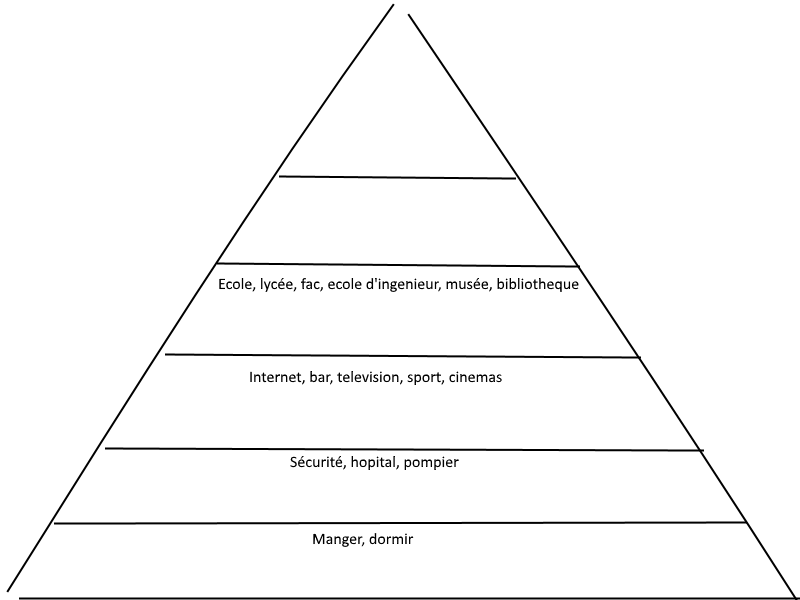 Ecole, lycée, fac, ecole d'ingenieur, musée, bibliotheque
Internet, bar, television, sport, cinemas
Sécurité, hopital, pompier
Manger, dormir